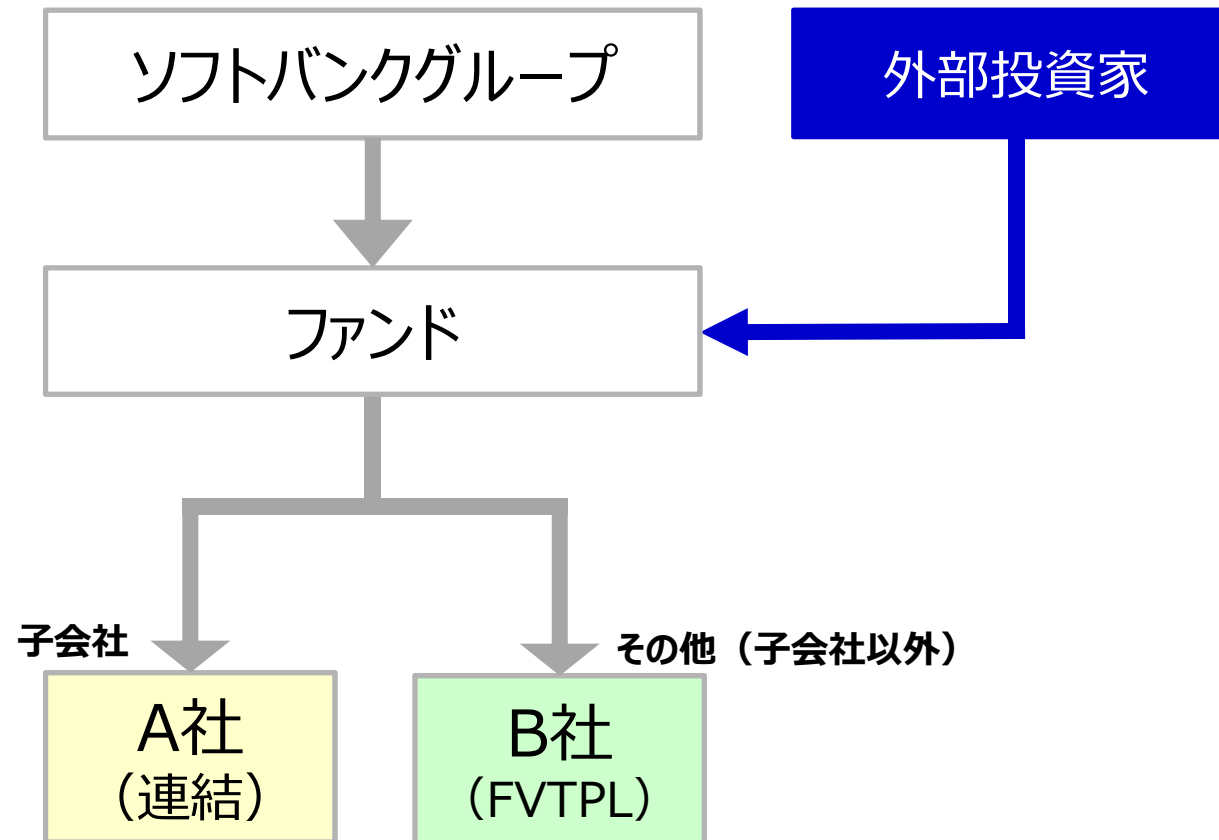 ソフトバンクグループ
外部投資家
ファンド
子会社
その他（子会社以外）
A社
（連結）
B社
（FVTPL）